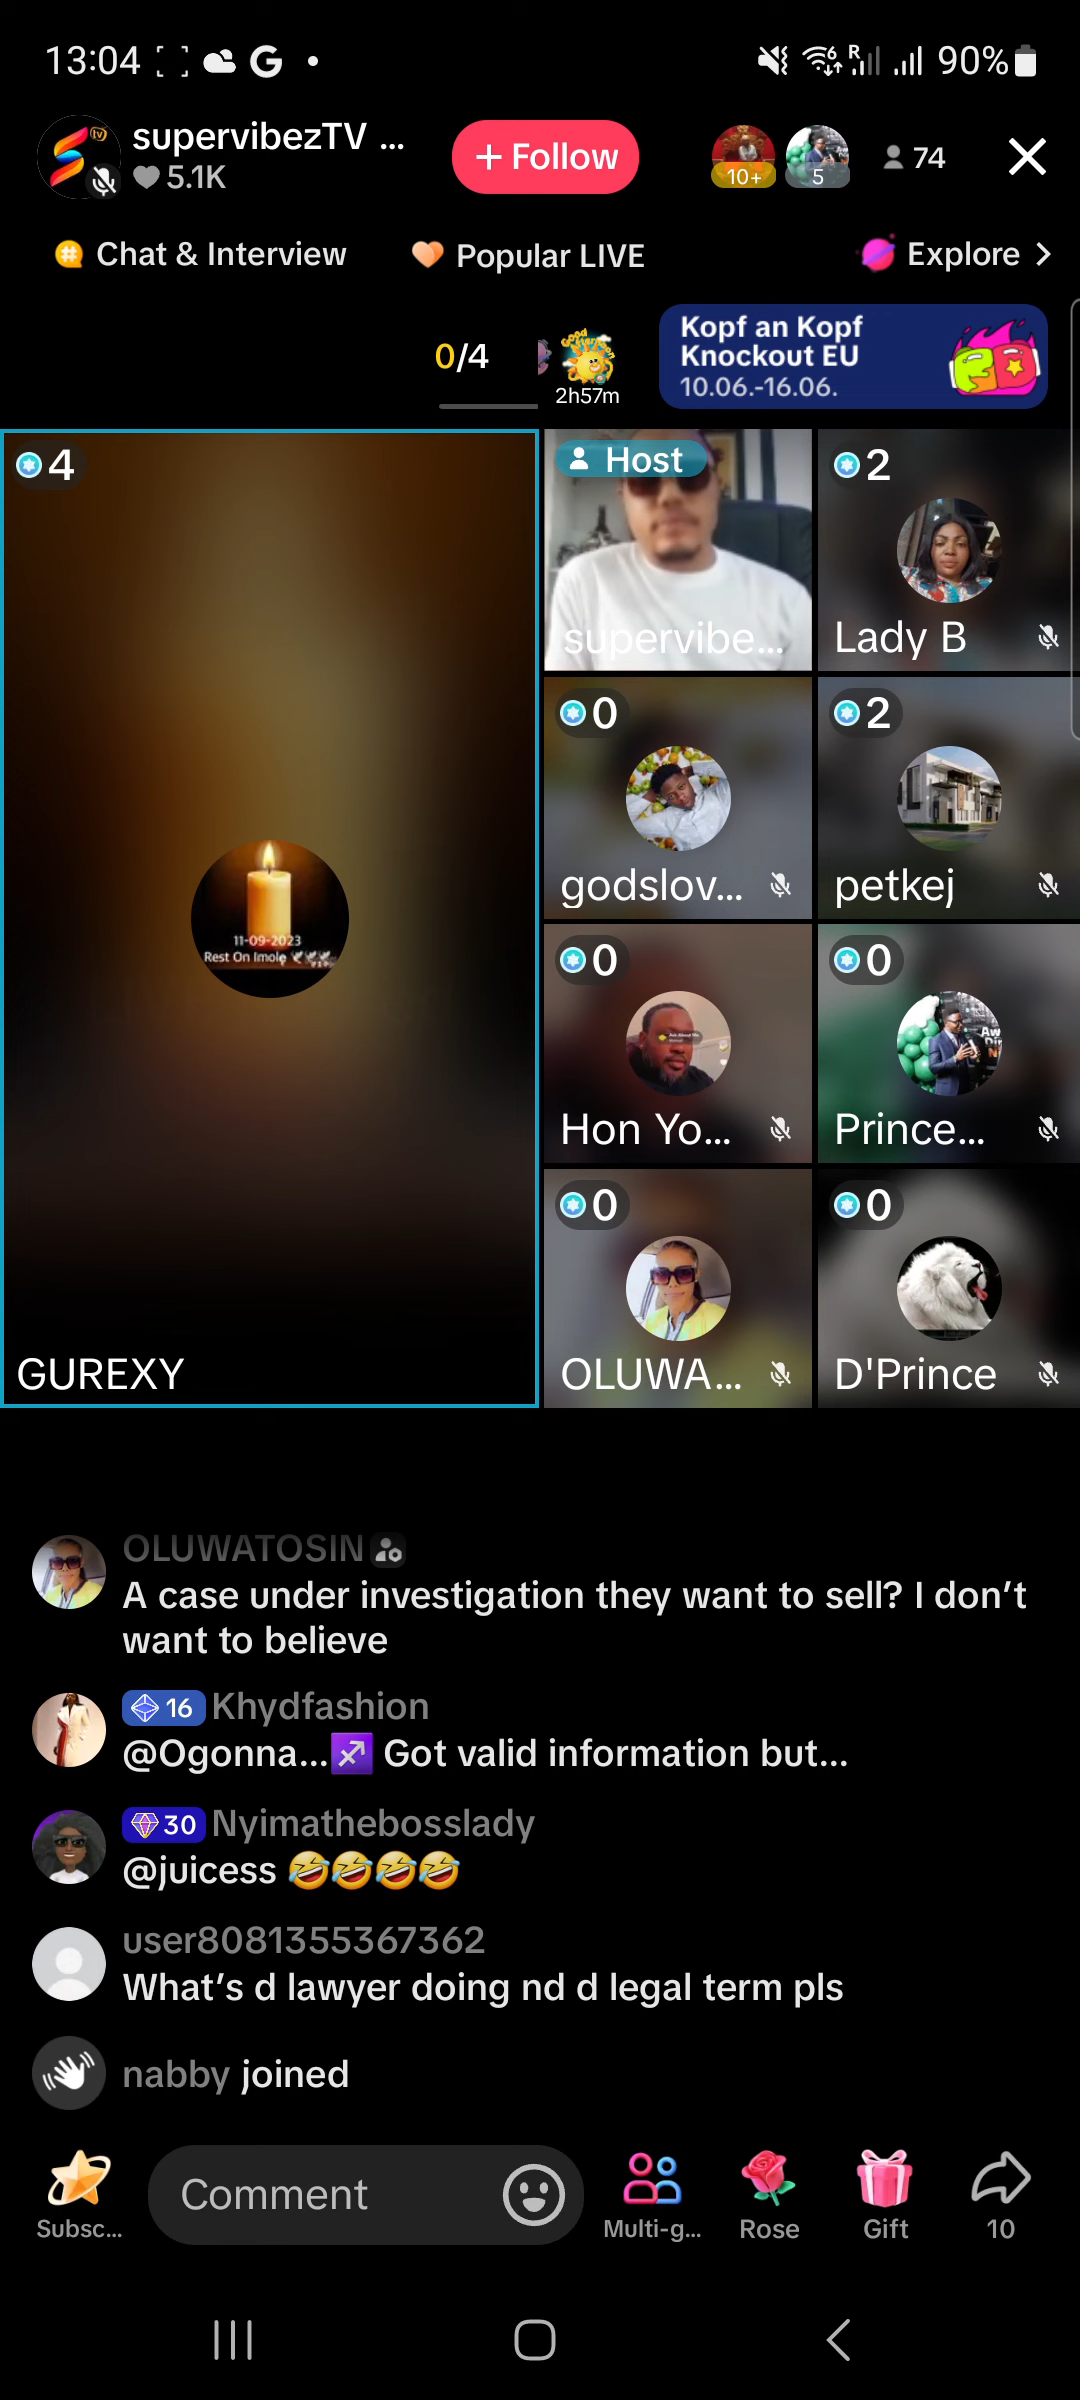 13:04 G 90%
supervibezTV ...
5.1K
+ Follow
10+
5
74
Chat & Interview
Popular LIVE
Explore >
0/4
Good Afternoon
2h57m
Kopf an Kopf
Knockout EU
10.06.-16.06.
4
11-09-2023
Rest On Imole
GUREXY
Host
supervibe...
2
Lady B
0
godslov...
2
petkej
0
Hon Yo...
0
Prince...
0
OLUWA...
0
D'Prince
OLUWATOSIN
A case under investigation they want to sell? I don’t
want to believe
16 Khydfashion
@Ogonna...♐ Got valid information but...
30 Nyimathebosslady
@juicess 🤣🤣🤣🤣
user8081355367362
What’s d lawyer doing nd d legal term pls
nabby joined
Subsc...
Comment
Multi-g...
Rose
Gift
10